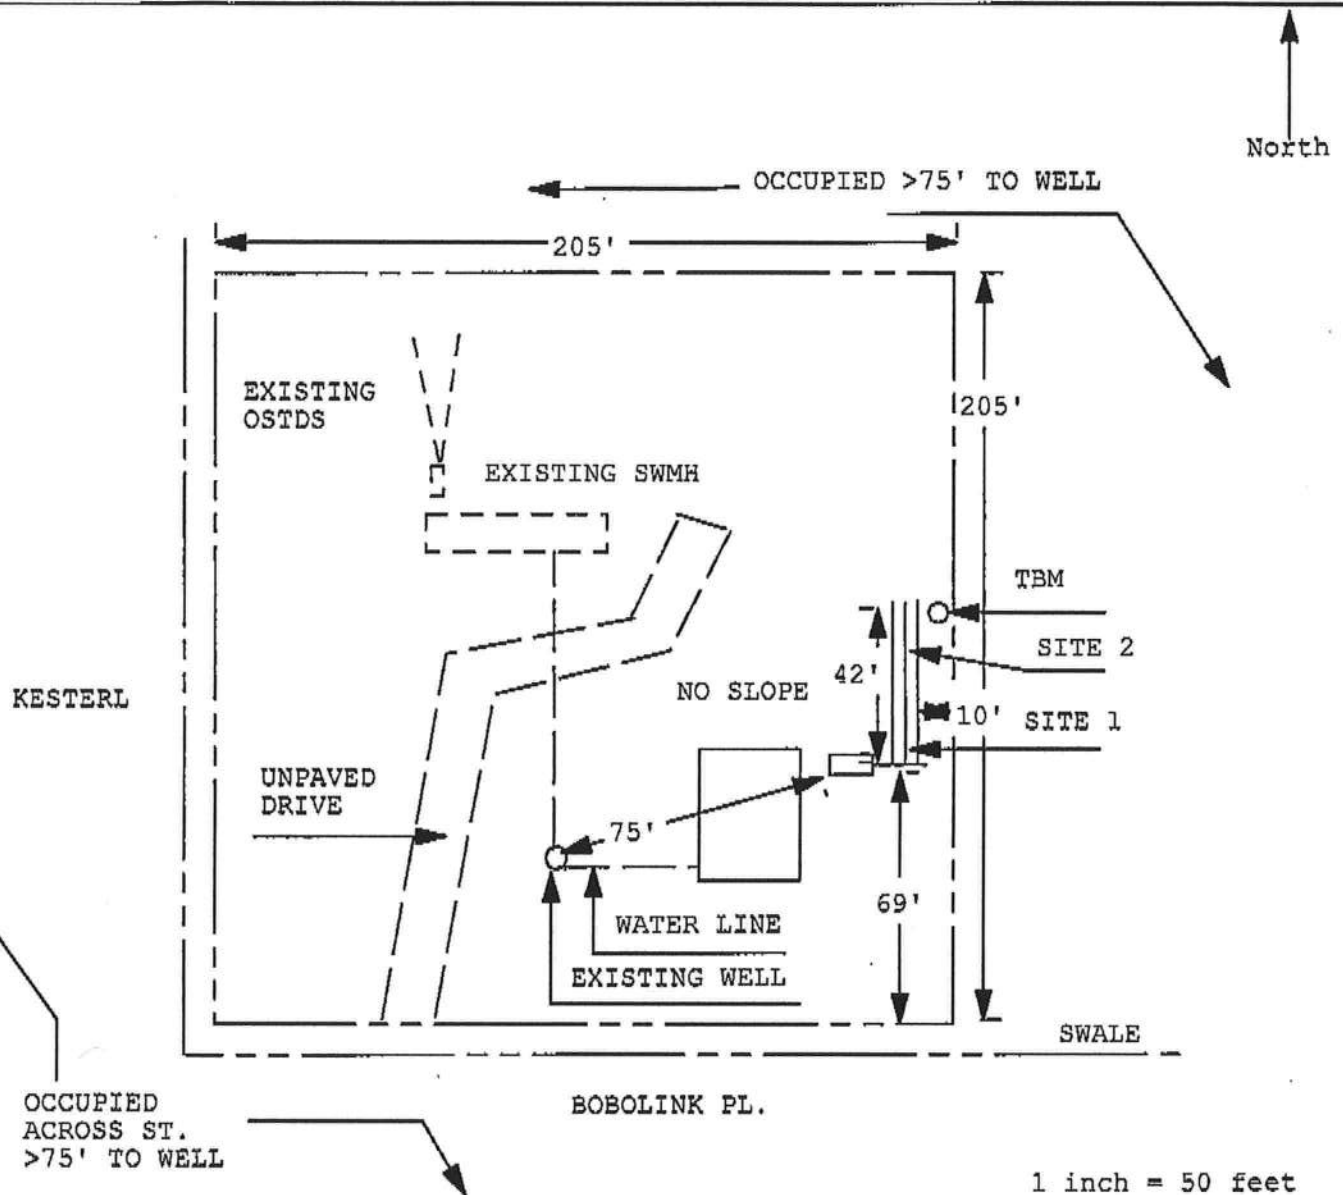 North
OCCUPIED >75' TO WELL
205'
EXISTING
OSTDS
205'
EXISTING SWMH
TBM
SITE 2
42'
KESTERL
NO SLOPE
10'
SITE 1
UNPAVED
DRIVE
75'
69'
WATER LINE
EXISTING WELL
SWALE
OCCUPIED
ACROSS ST.
>75' TO WELL
BOBOLINK PL.
1 inch = 50 feet